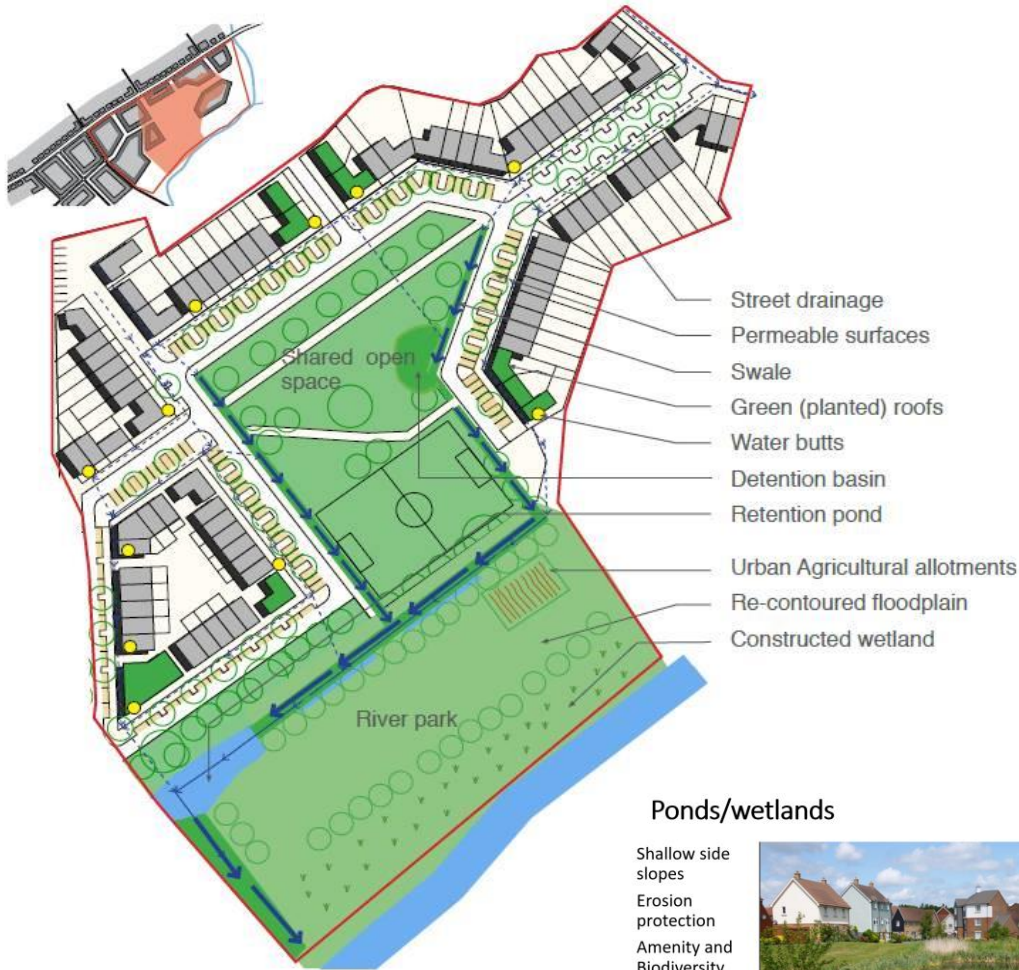 Shared open
space
Street drainage
Permeable surfaces
Swale
Green (planted) roofs
Water butts
Detention basin
Retention pond
Urban Agricultural allotments
Re-contoured floodplain
Constructed wetland
River park
Ponds/wetlands
Shallow side
slopes
Erosion
protection
Amenity and
Biodiversity